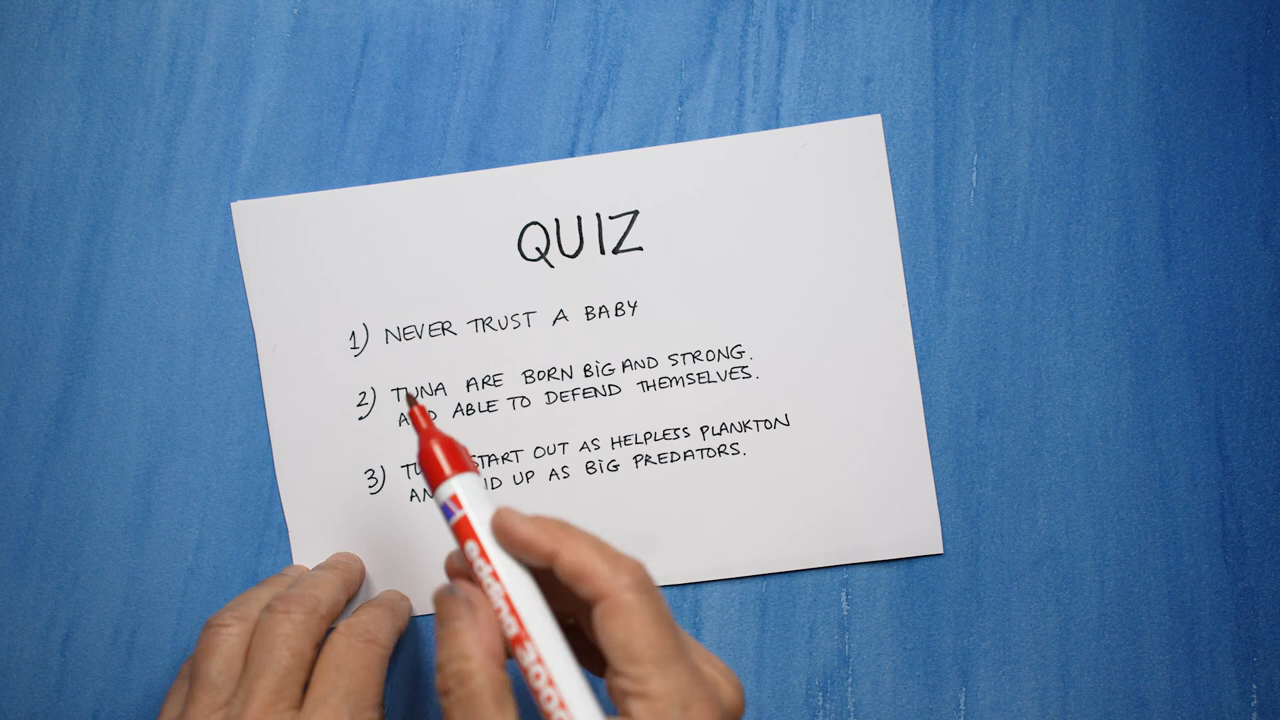 QUIZ
1) NEVER TRUST A BABY
2) TUNA ARE BORN BIG AND STRONG.
AND ABLE TO DEFEND THEMSELVES.
3) START OUT AS HELPLESS PLANKTON
UP AS BIG PREDATORS.
edding 3000